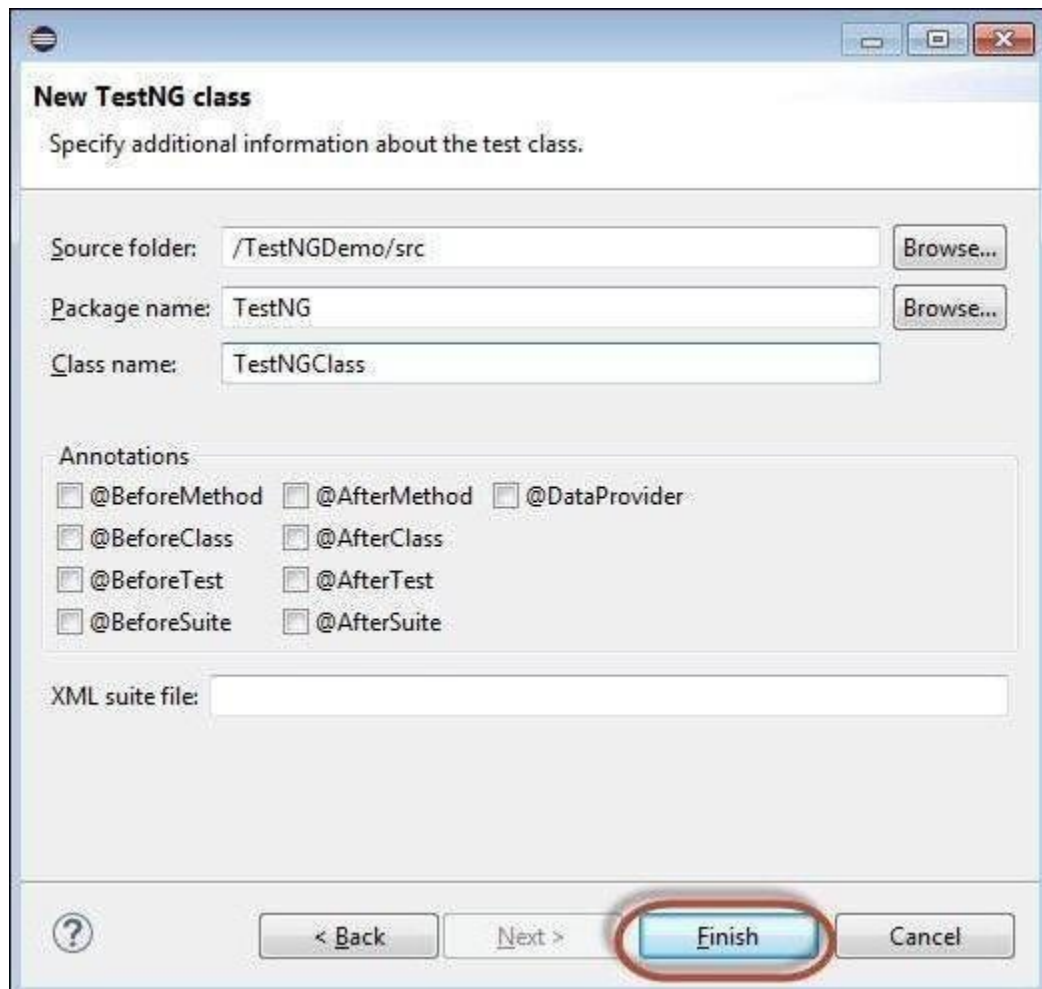 New TestNG class
Specify additional information about the test class.
Source folder: /TestNGDemo/src Browse...
Package name: TestNG Browse...
Class name: TestNGClass
Annotations
@BeforeMethod @AfterMethod @DataProvider
@BeforeClass @AfterClass
@BeforeTest @AfterTest
@BeforeSuite @AfterSuite
XML suite file:
? < Back Next > Finish Cancel